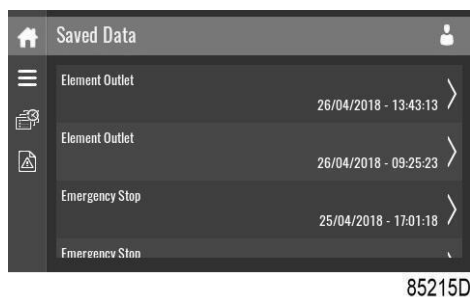 Saved Data
Element Outlet
26/04/2018 - 13:43:13
Element Outlet
26/04/2018 - 09:25:23
Emergency Stop
25/04/2018 - 17:01:18
Emergency Stop
85215D